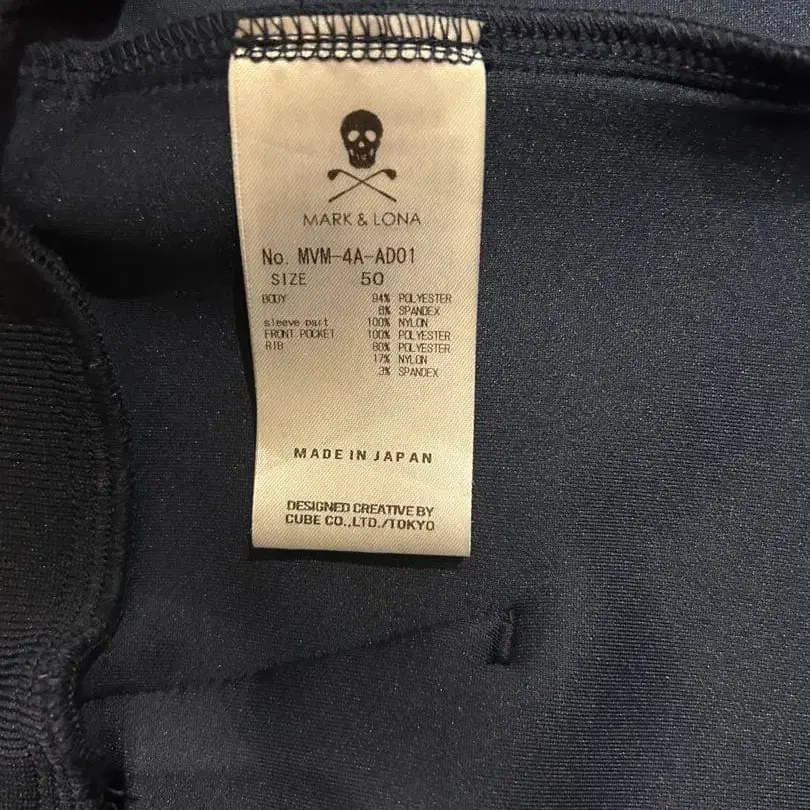 MARK & LONA
No. MVM-4A-AD01
SIZE 50
BODY 94% POLYESTER
6% SPANDEX
sleeve part 100% NYLON
FRONT POCKET 100% POLYESTER
RIB 80% POLYESTER
17% NYLON
3% SPANDEX
MADE IN JAPAN
DESIGNED CREATIVE BY
CUBE CO.,LTD./TOKYO